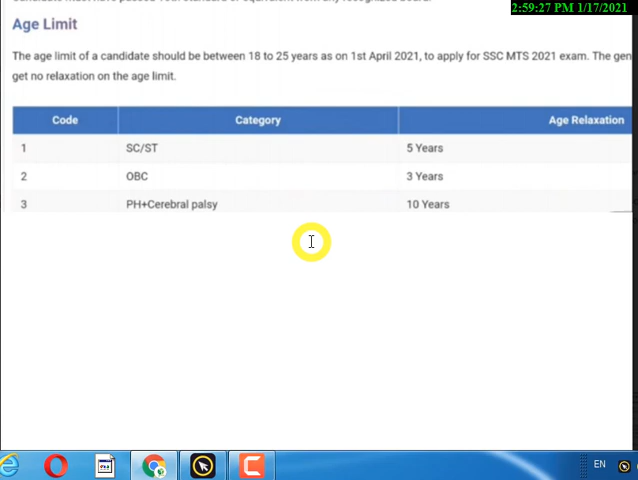 2:59:27 PM 1/17/2021
Age Limit
The age limit of a candidate should be between 18 to 25 years as on 1st April 2021, to apply for SSC MTS 2021 exam. The gen
get no relaxation on the age limit.
Code Category Age Relaxation
1 SC/ST 5 Years
2 OBC 3 Years
3 PH+Cerebral palsy 10 Years
EN